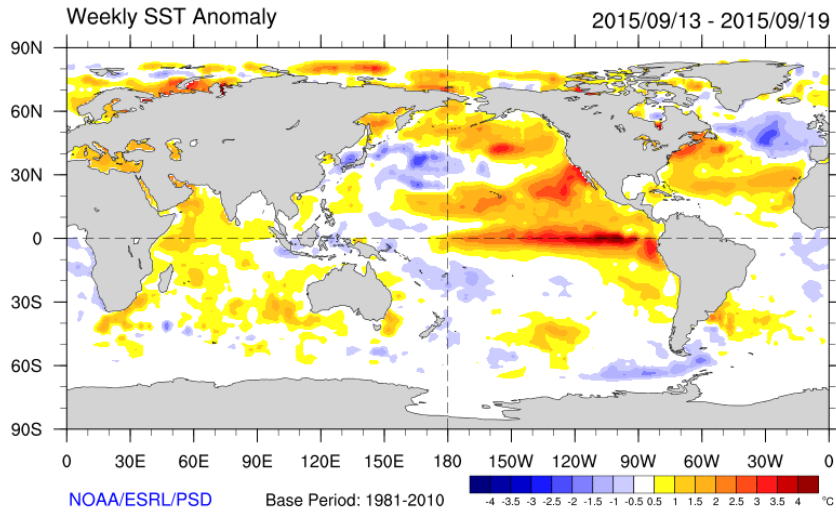 Weekly SST Anomaly 2015/09/13 - 2015/09/19
90N
60N
30N
0
30S
60S
90S
0 30E 60E 90E 120E 150E 180 150W 120W 90W 60W 30W 0
NOAA/ESRL/PSD Base Period: 1981-2010
-4 -3.5 -3 -2.5 -2 -1.5 -1 -0.5 0.5 1 1.5 2 2.5 3 3.5 4 °C